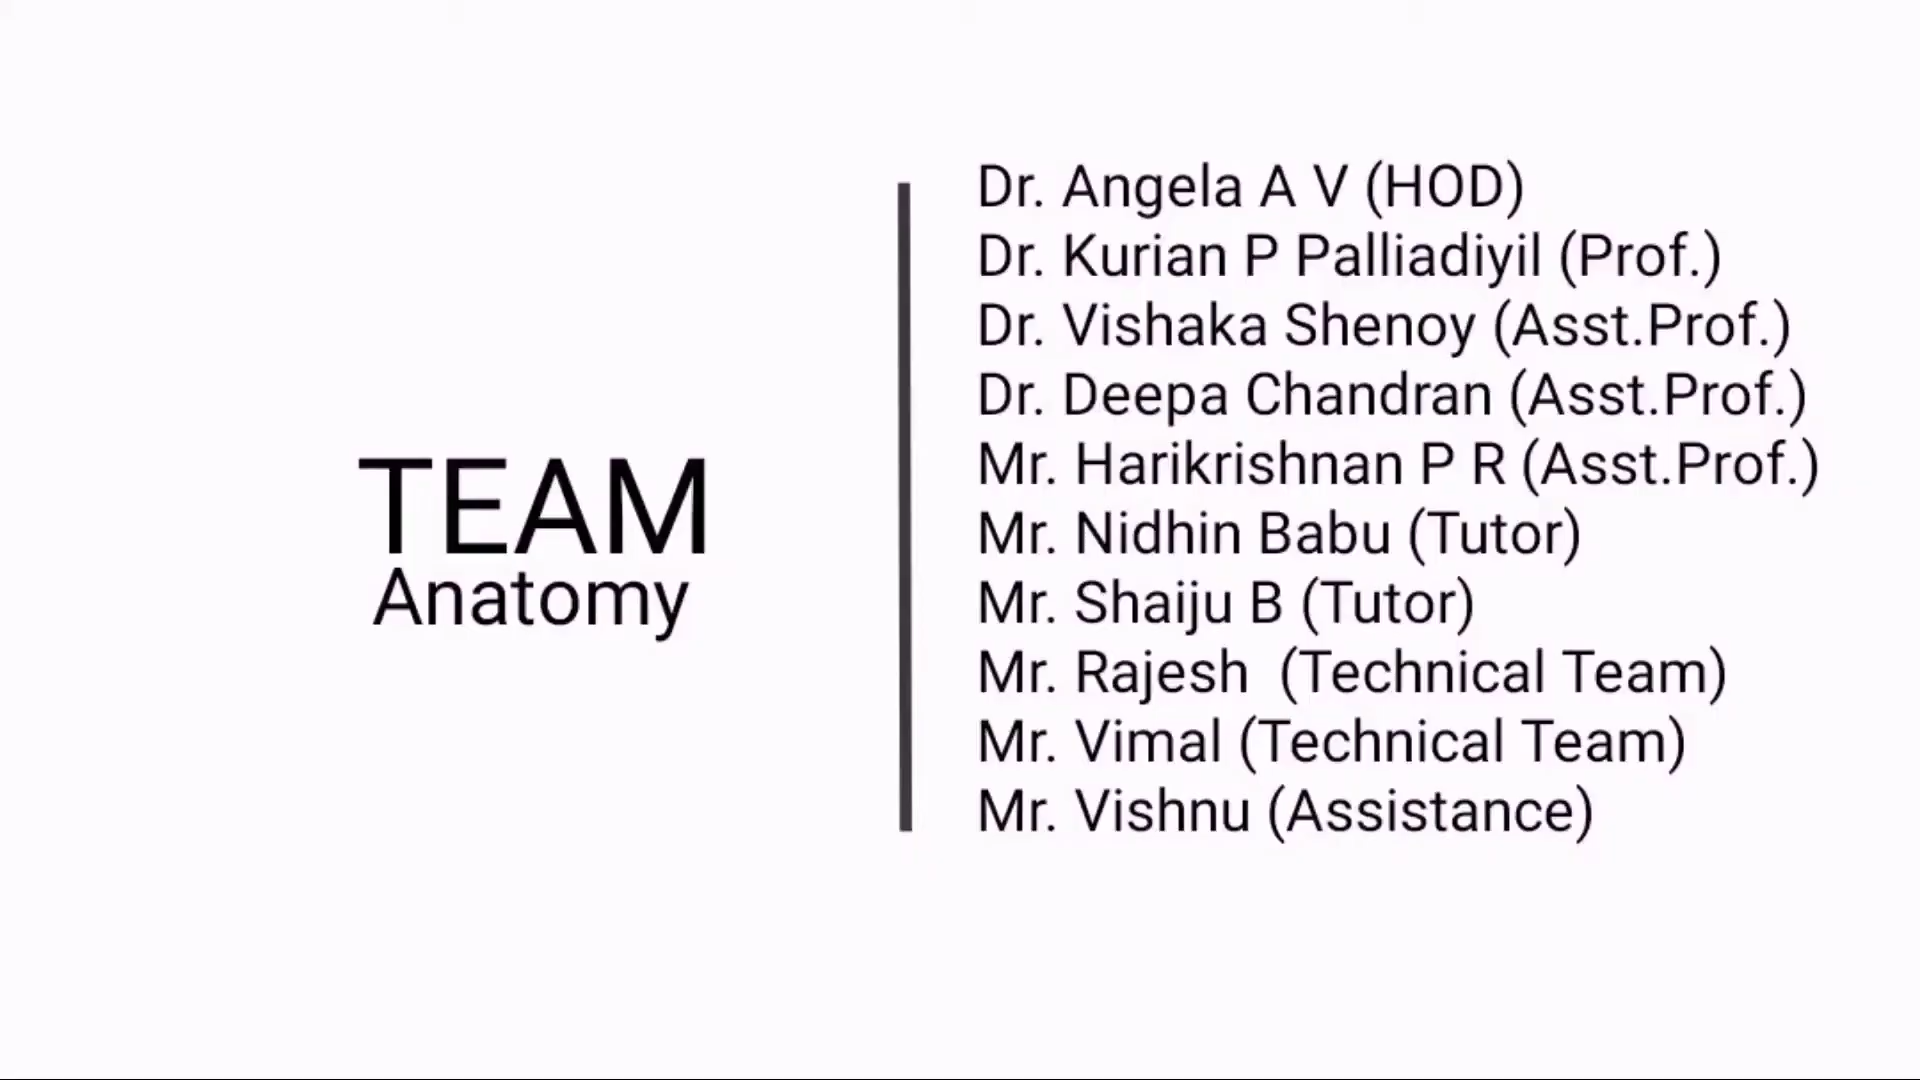 TEAM
Anatomy
Dr. Angela A V (HOD)
Dr. Kurian P Palliadiyil (Prof.)
Dr. Vishaka Shenoy (Asst.Prof.)
Dr. Deepa Chandran (Asst.Prof.)
Mr. Harikrishnan P R (Asst.Prof.)
Mr. Nidhin Babu (Tutor)
Mr. Shaiju B (Tutor)
Mr. Rajesh  (Technical Team)
Mr. Vimal (Technical Team)
Mr. Vishnu (Assistance)